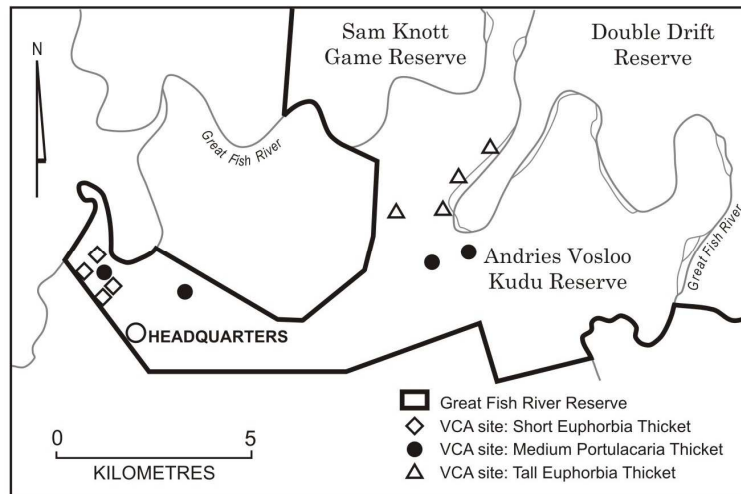 Sam Knott
Game Reserve
Double Drift
Reserve
N
Great Fish River
Great Fish River
Andries Vosloo
Kudu Reserve
HEADQUARTERS
Great Fish River Reserve
VCA site: Short Euphorbia Thicket
VCA site: Medium Portulacaria Thicket
VCA site: Tall Euphorbia Thicket
0 5
KILOMETRES